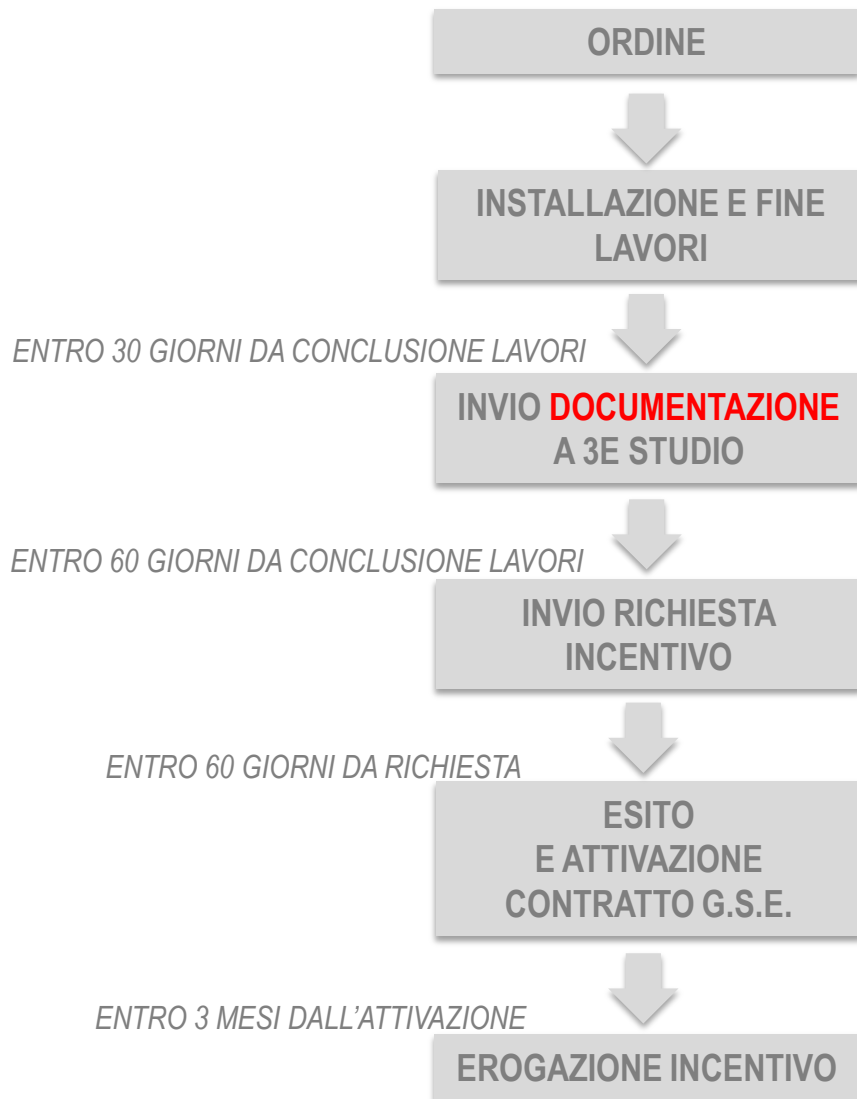 ORDINE
INSTALLAZIONE E FINE
LAVORI
ENTRO 30 GIORNI DA CONCLUSIONE LAVORI
INVIO DOCUMENTAZIONE
A 3E STUDIO
ENTRO 60 GIORNI DA CONCLUSIONE LAVORI
INVIO RICHIESTA
INCENTIVO
ENTRO 60 GIORNI DA RICHIESTA
ESITO
E ATTIVAZIONE
CONTRATTO G.S.E.
ENTRO 3 MESI DALL'ATTIVAZIONE
EROGAZIONE INCENTIVO